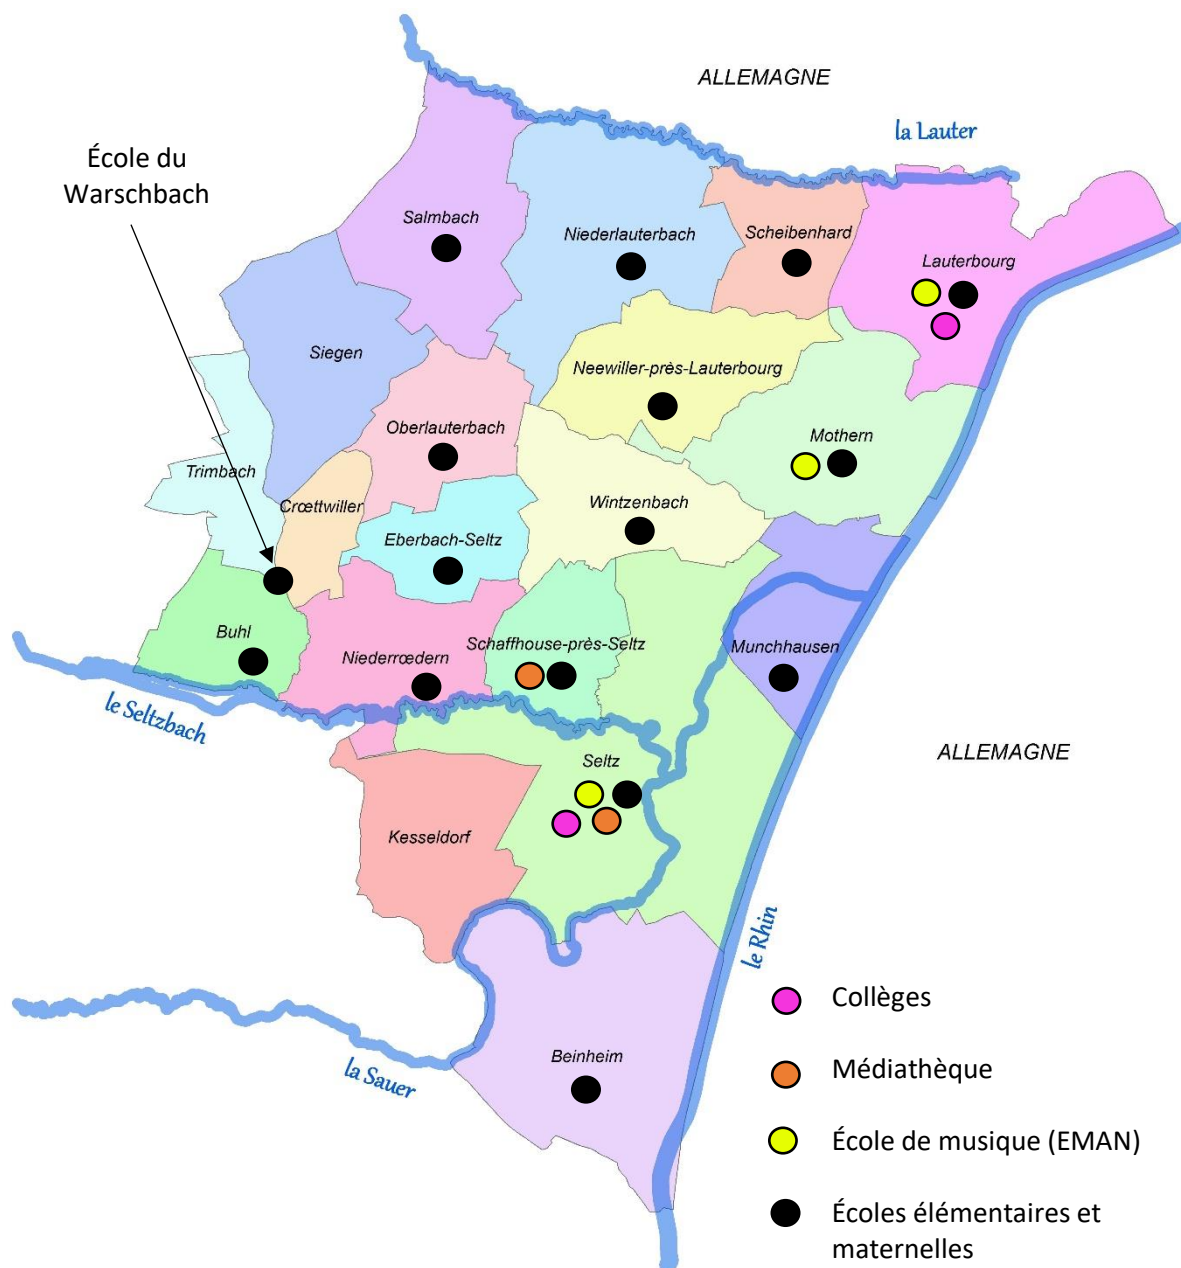 ALLEMAGNE
la Lauter
École du
Warschbach
Salmbach
Niederlauterbach
Scheibenhard
Lauterbourg
Siegen
Neewiller-près-Lauterbourg
Oberlauterbach
Mothern
Trimbach
Crœttwiller
Wintzenbach
Eberbach-Seltz
Buhl
Niederrœdern
Schaffhouse-près-Seltz
Munchhausen
le Seltzbach
Seltz
ALLEMAGNE
Kesseldorf
le Rhin
Collèges
Beinheim
Médiathèque
la Sauer
École de musique (EMAN)
Écoles élémentaires et
maternelles